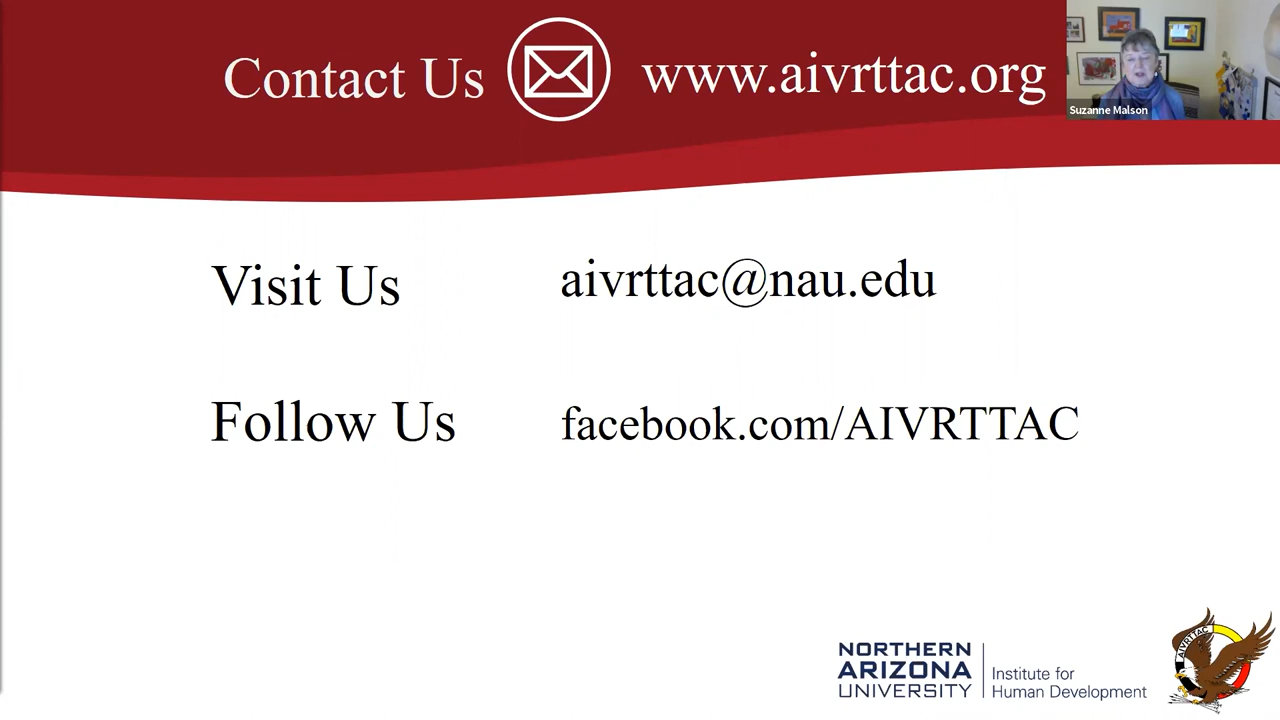 Contact Us www.aivrttac.org
Suzanne Malson
Visit Us aivrttac@nau.edu
Follow Us facebook.com/AIVRTTAC
NORTHERN
ARIZONA
UNIVERSITY
Institute for
Human Development
AIVRTTAC